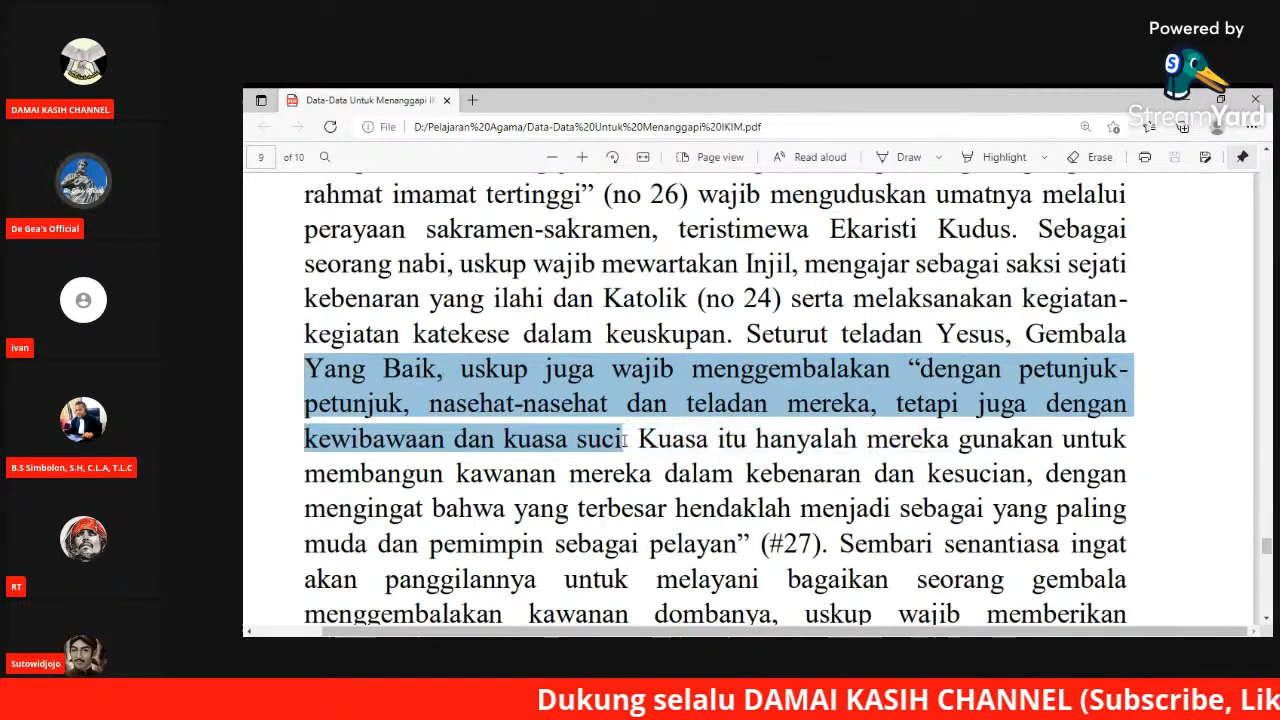 Powered by
StreamYard
DAMAI KASIH CHANNEL
De Gea's Official
ivan
B.S Simbolon, S.H, C.L.A, T.L.C
RT
Sutowidjojo
Data-Data Untuk Menanggapi IK
File
D:/Pelajaran%20Agama/Data-Data%20Untuk%20Menanggapi%20IKIM.pdf
9 of 10
Page view
Read aloud
Draw
Highlight
Erase
rahmat imamat tertinggi” (no 26) wajib menguduskan umatnya melalui
perayaan sakramen-sakramen, teristimewa Ekaristi Kudus. Sebagai
seorang nabi, uskup wajib mewartakan Injil, mengajar sebagai saksi sejati
kebenaran yang ilahi dan Katolik (no 24) serta melaksanakan kegiatan-
kegiatan katekese dalam keuskupan. Seturut teladan Yesus, Gembala
Yang Baik, uskup juga wajib menggembalakan “dengan petunjuk-
petunjuk, nasehat-nasehat dan teladan mereka, tetapi juga dengan
kewibawaan dan kuasa suci. Kuasa itu hanyalah mereka gunakan untuk
membangun kawanan mereka dalam kebenaran dan kesucian, dengan
mengingat bahwa yang terbesar hendaklah menjadi sebagai yang paling
muda dan pemimpin sebagai pelayan” (#27). Sembari senantiasa ingat
akan panggilannya untuk melayani bagaikan seorang gembala
menggembalakan kawanan dombanya, uskup wajib memberikan
Dukung selalu DAMAI KASIH CHANNEL (Subscribe, Lik